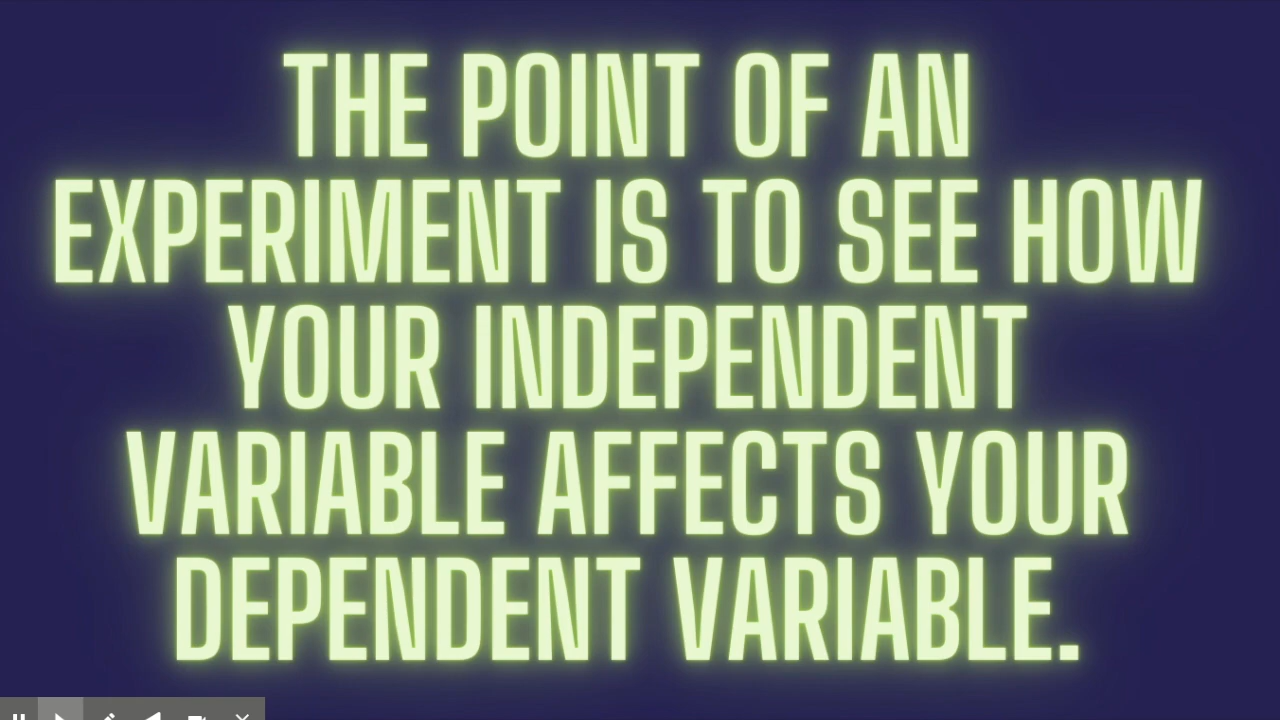 THE POINT OF AN
EXPERIMENT IS TO SEE HOW
YOUR INDEPENDENT
VARIABLE AFFECTS YOUR
DEPENDENT VARIABLE.